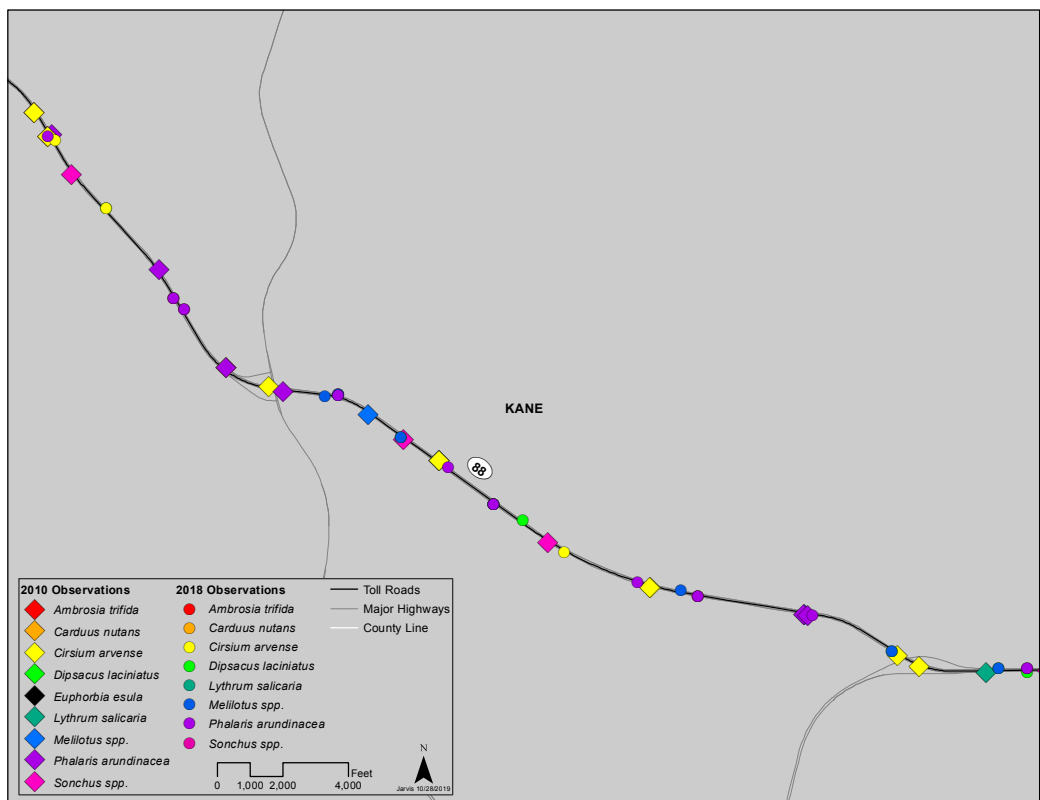 KANE
88
2010 Observations
Ambrosia trifida
Carduus nutans
Cirsium arvense
Dipsacus laciniatus
Euphorbia esula
Lythrum salicaria
Melilotus spp.
Phalaris arundinacea
Sonchus spp.
2018 Observations
Ambrosia trifida
Carduus nutans
Cirsium arvense
Dipsacus laciniatus
Lythrum salicaria
Melilotus spp.
Phalaris arundinacea
Sonchus spp.
Toll Roads
Major Highways
County Line
Feet
0 1,000 2,000 4,000
N
Jarvis 10/28/2019